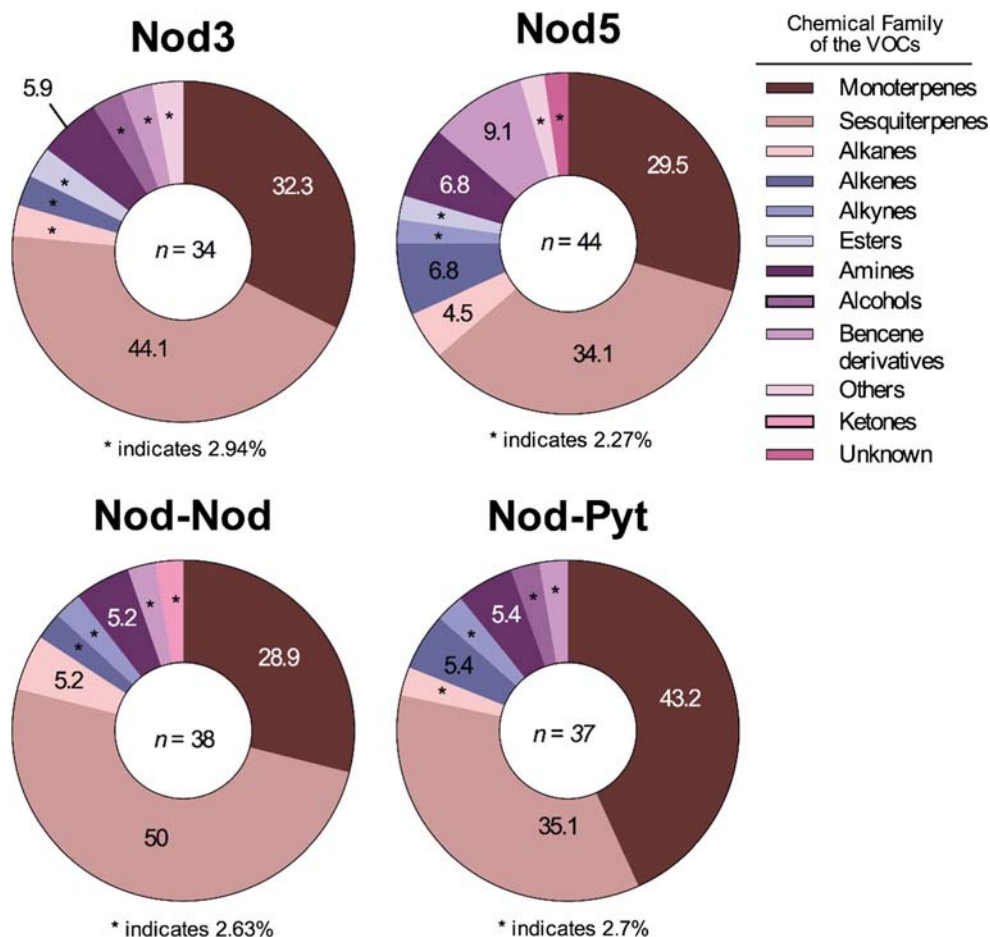 Nod3
5.9
*
*
*
*
*
*
32.3
n = 34
44.1
* indicates 2.94%
Nod5
9.1
*
*
6.8
29.5
*
*
n = 44
6.8
4.5
34.1
* indicates 2.27%
Chemical Family
of the VOCs
Monoterpenes
Sesquiterpenes
Alkanes
Alkenes
Alkynes
Esters
Amines
Alcohols
Bencene
derivatives
Others
Ketones
Unknown
Nod-Nod
5.2
*
*
*
*
5.2
28.9
n = 38
50
* indicates 2.63%
Nod-Pyt
5.4
*
*
*
5.4
*
43.2
n = 37
35.1
* indicates 2.7%